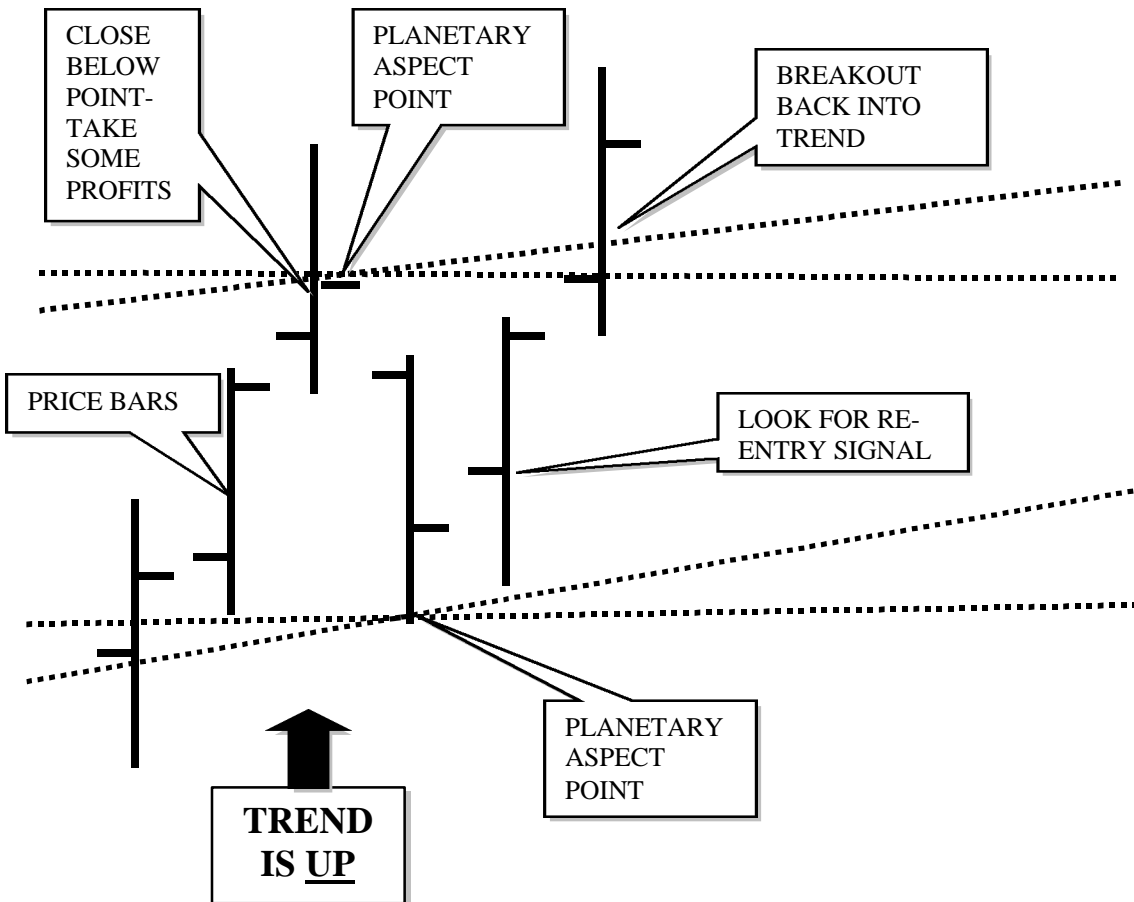 CLOSE
BELOW
POINT-
TAKE
SOME
PROFITS
PLANETARY
ASPECT
POINT
BREAKOUT
BACK INTO
TREND
PRICE BARS
LOOK FOR RE-
ENTRY SIGNAL
PLANETARY
ASPECT
POINT
TREND
IS UP